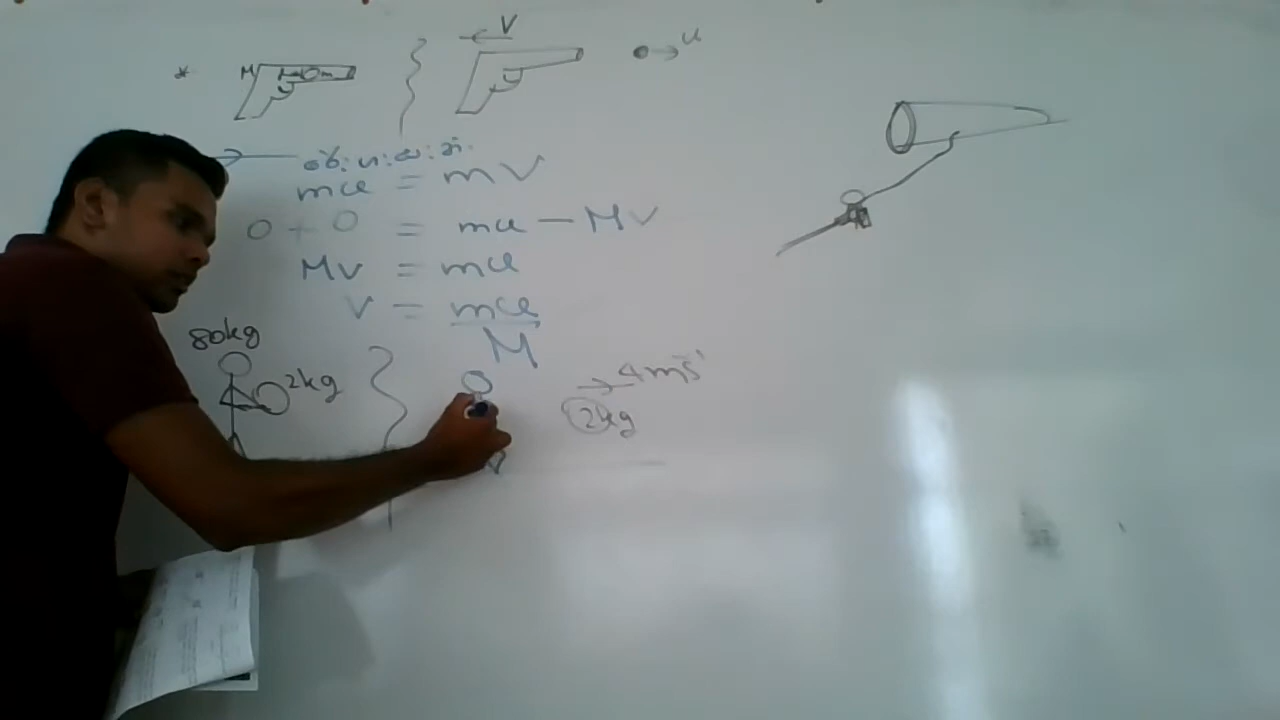 V
* M m u
රේ.ග.ස.නි.
mu = mV
0 + 0 = mu − MV
MV = mu
V = mu
M
80kg
2kg 4ms⁻¹
2kg